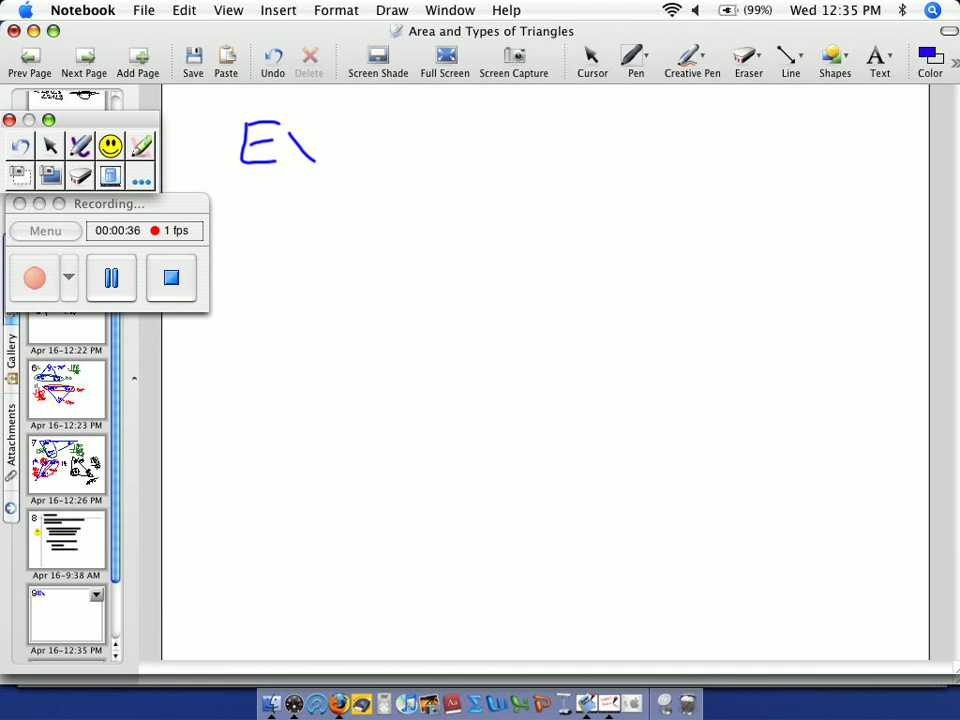 Notebook File Edit View Insert Format Draw Window Help (99%) Wed 12:35 PM
Area and Types of Triangles
Prev Page Next Page Add Page Save Paste Undo Delete Screen Shade Full Screen Screen Capture Cursor Pen Creative Pen Eraser Line Shapes Text Color
E\
Recording...
Menu 00:00:36 1 fps
Gallery
Attachments
Apr 16-12:22 PM
6
Apr 16-12:23 PM
7
Apr 16-12:26 PM
8
Apr 16-9:38 AM
9 E\
Apr 16-12:35 PM